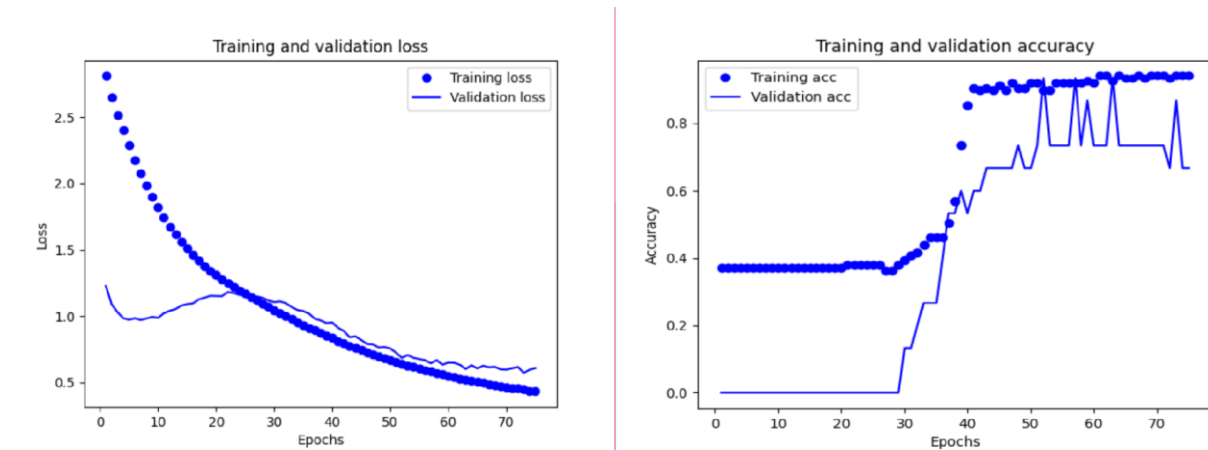 Training and validation loss
Training loss
Validation loss
2.5
2.0
1.5
1.0
0.5
Loss
0 10 20 30 40 50 60 70
Epochs
Training and validation accuracy
Training acc
Validation acc
0.8
0.6
0.4
0.2
0.0
Accuracy
0 10 20 30 40 50 60 70
Epochs